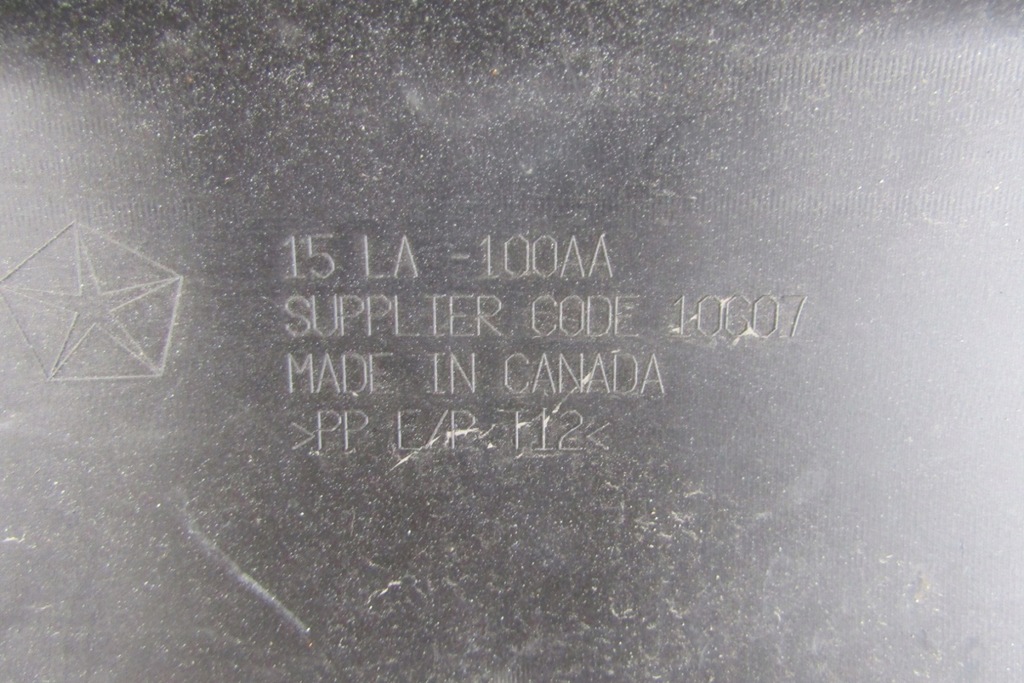 15 LA -100AA
SUPPLIER CODE 10607
MADE IN CANADA
>PP E/P T12<